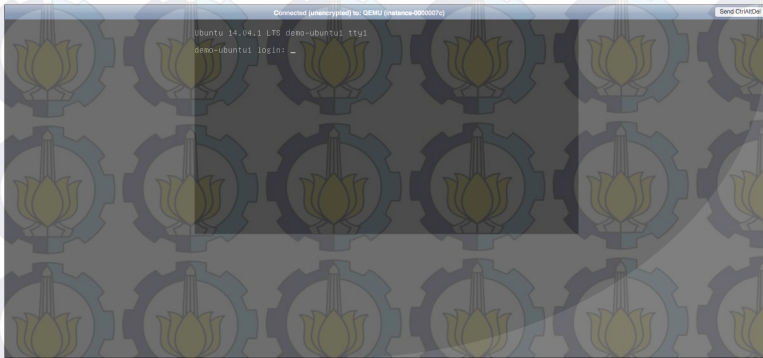 Connected (unencrypted) to: QEMU (instance-0000007c)
Send CtrlAltDel
Ubuntu 14.04.1 LTS demo-ubuntu1 tty1
demo-ubuntu1 login: _